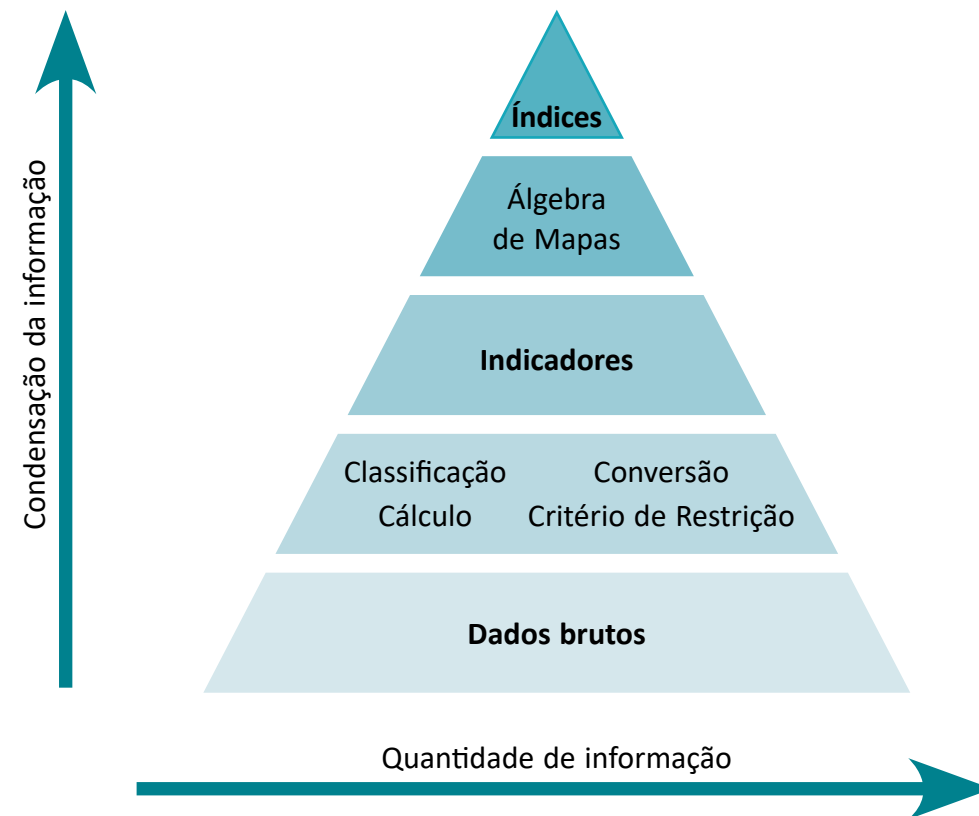 Índices
Álgebra
de Mapas
Indicadores
Classificação
Cálculo
Conversão
Critério de Restrição
Dados brutos
Condensação da informação
Quantidade de informação